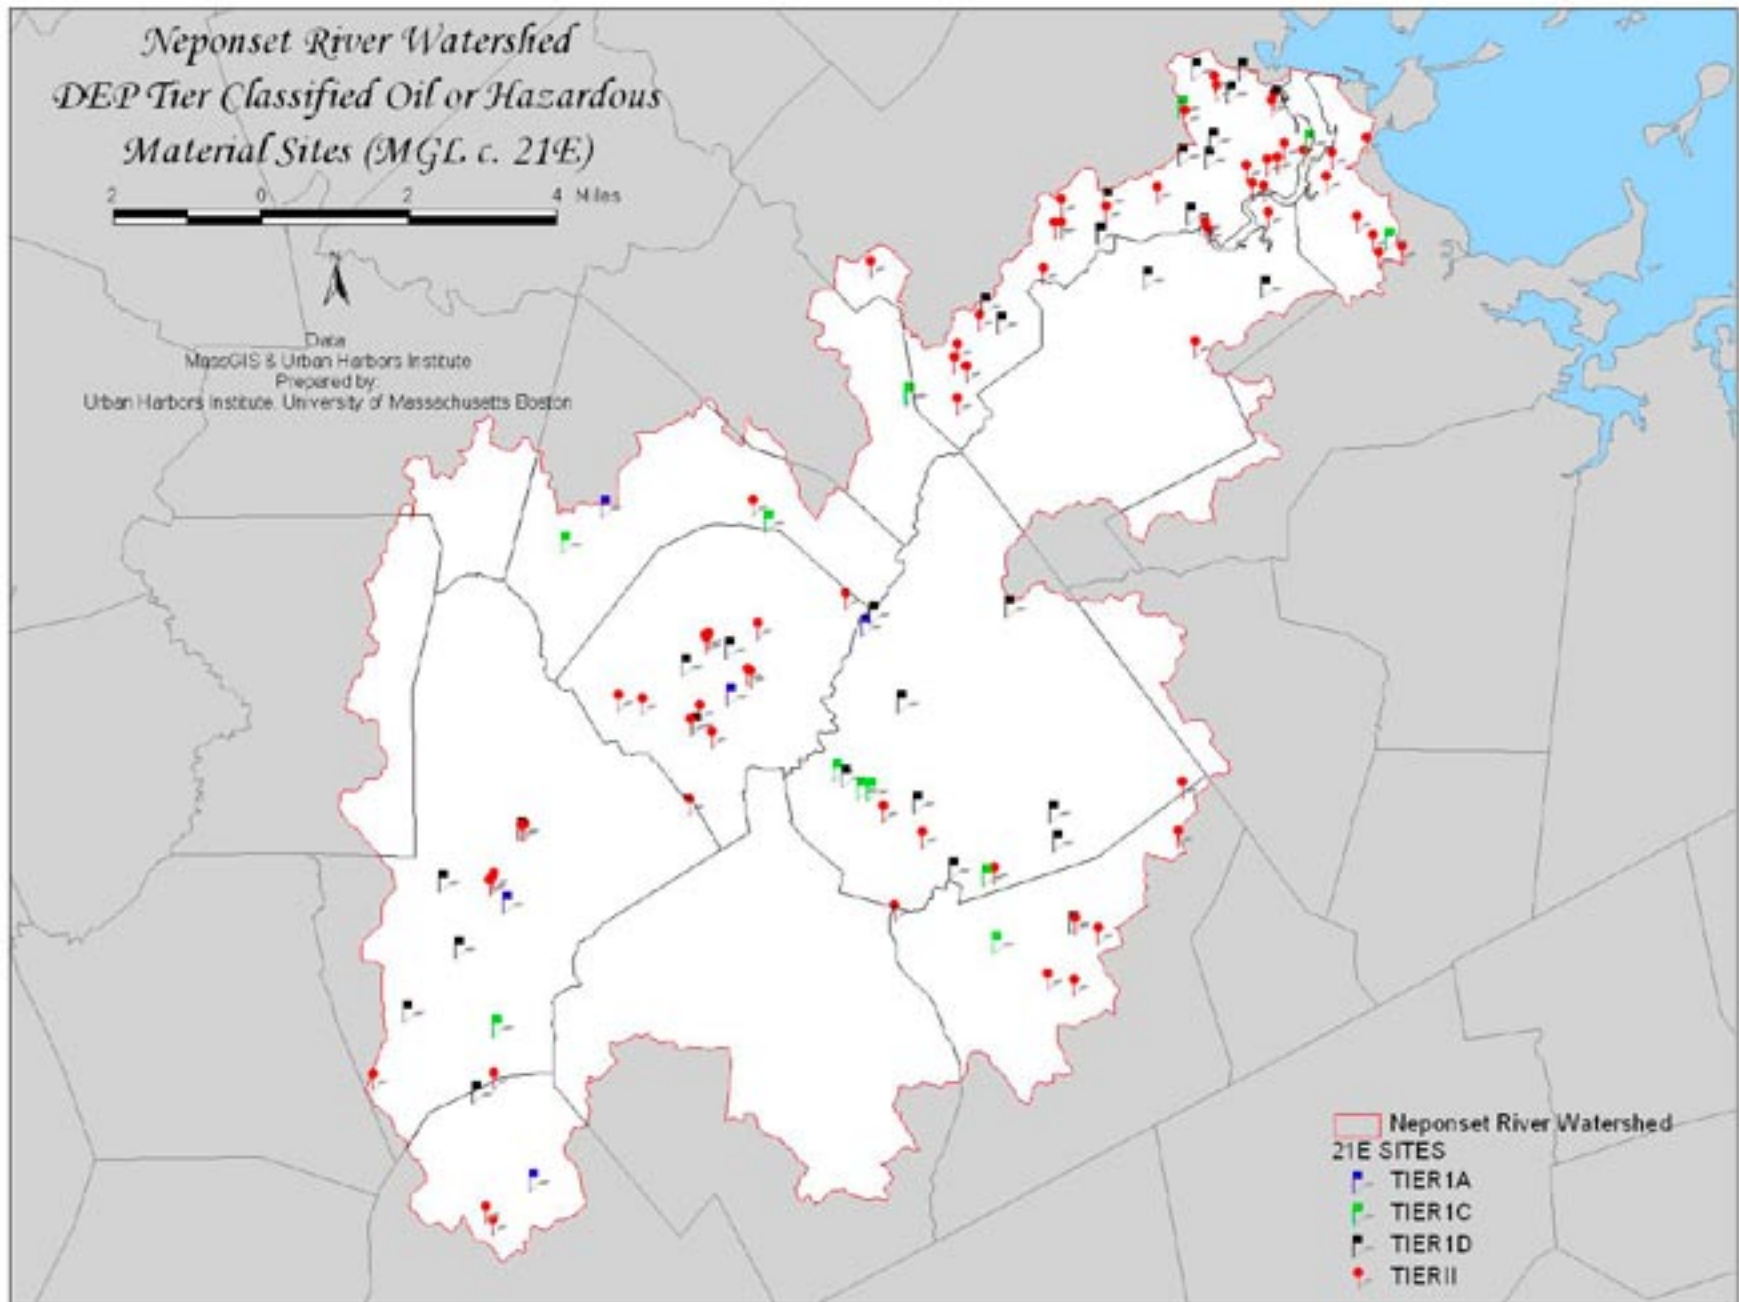 Neponset River Watershed
DEP Tier Classified Oil or Hazardous
Material Sites (MGL c. 21E)
2 0 2 4 Miles
Data
MassGIS & Urban Harbors Institute
Prepared by:
Urban Harbors Institute, University of Massachusetts Boston
Neponset River Watershed
21E SITES
TIER1A
TIER1C
TIER1D
TIERII